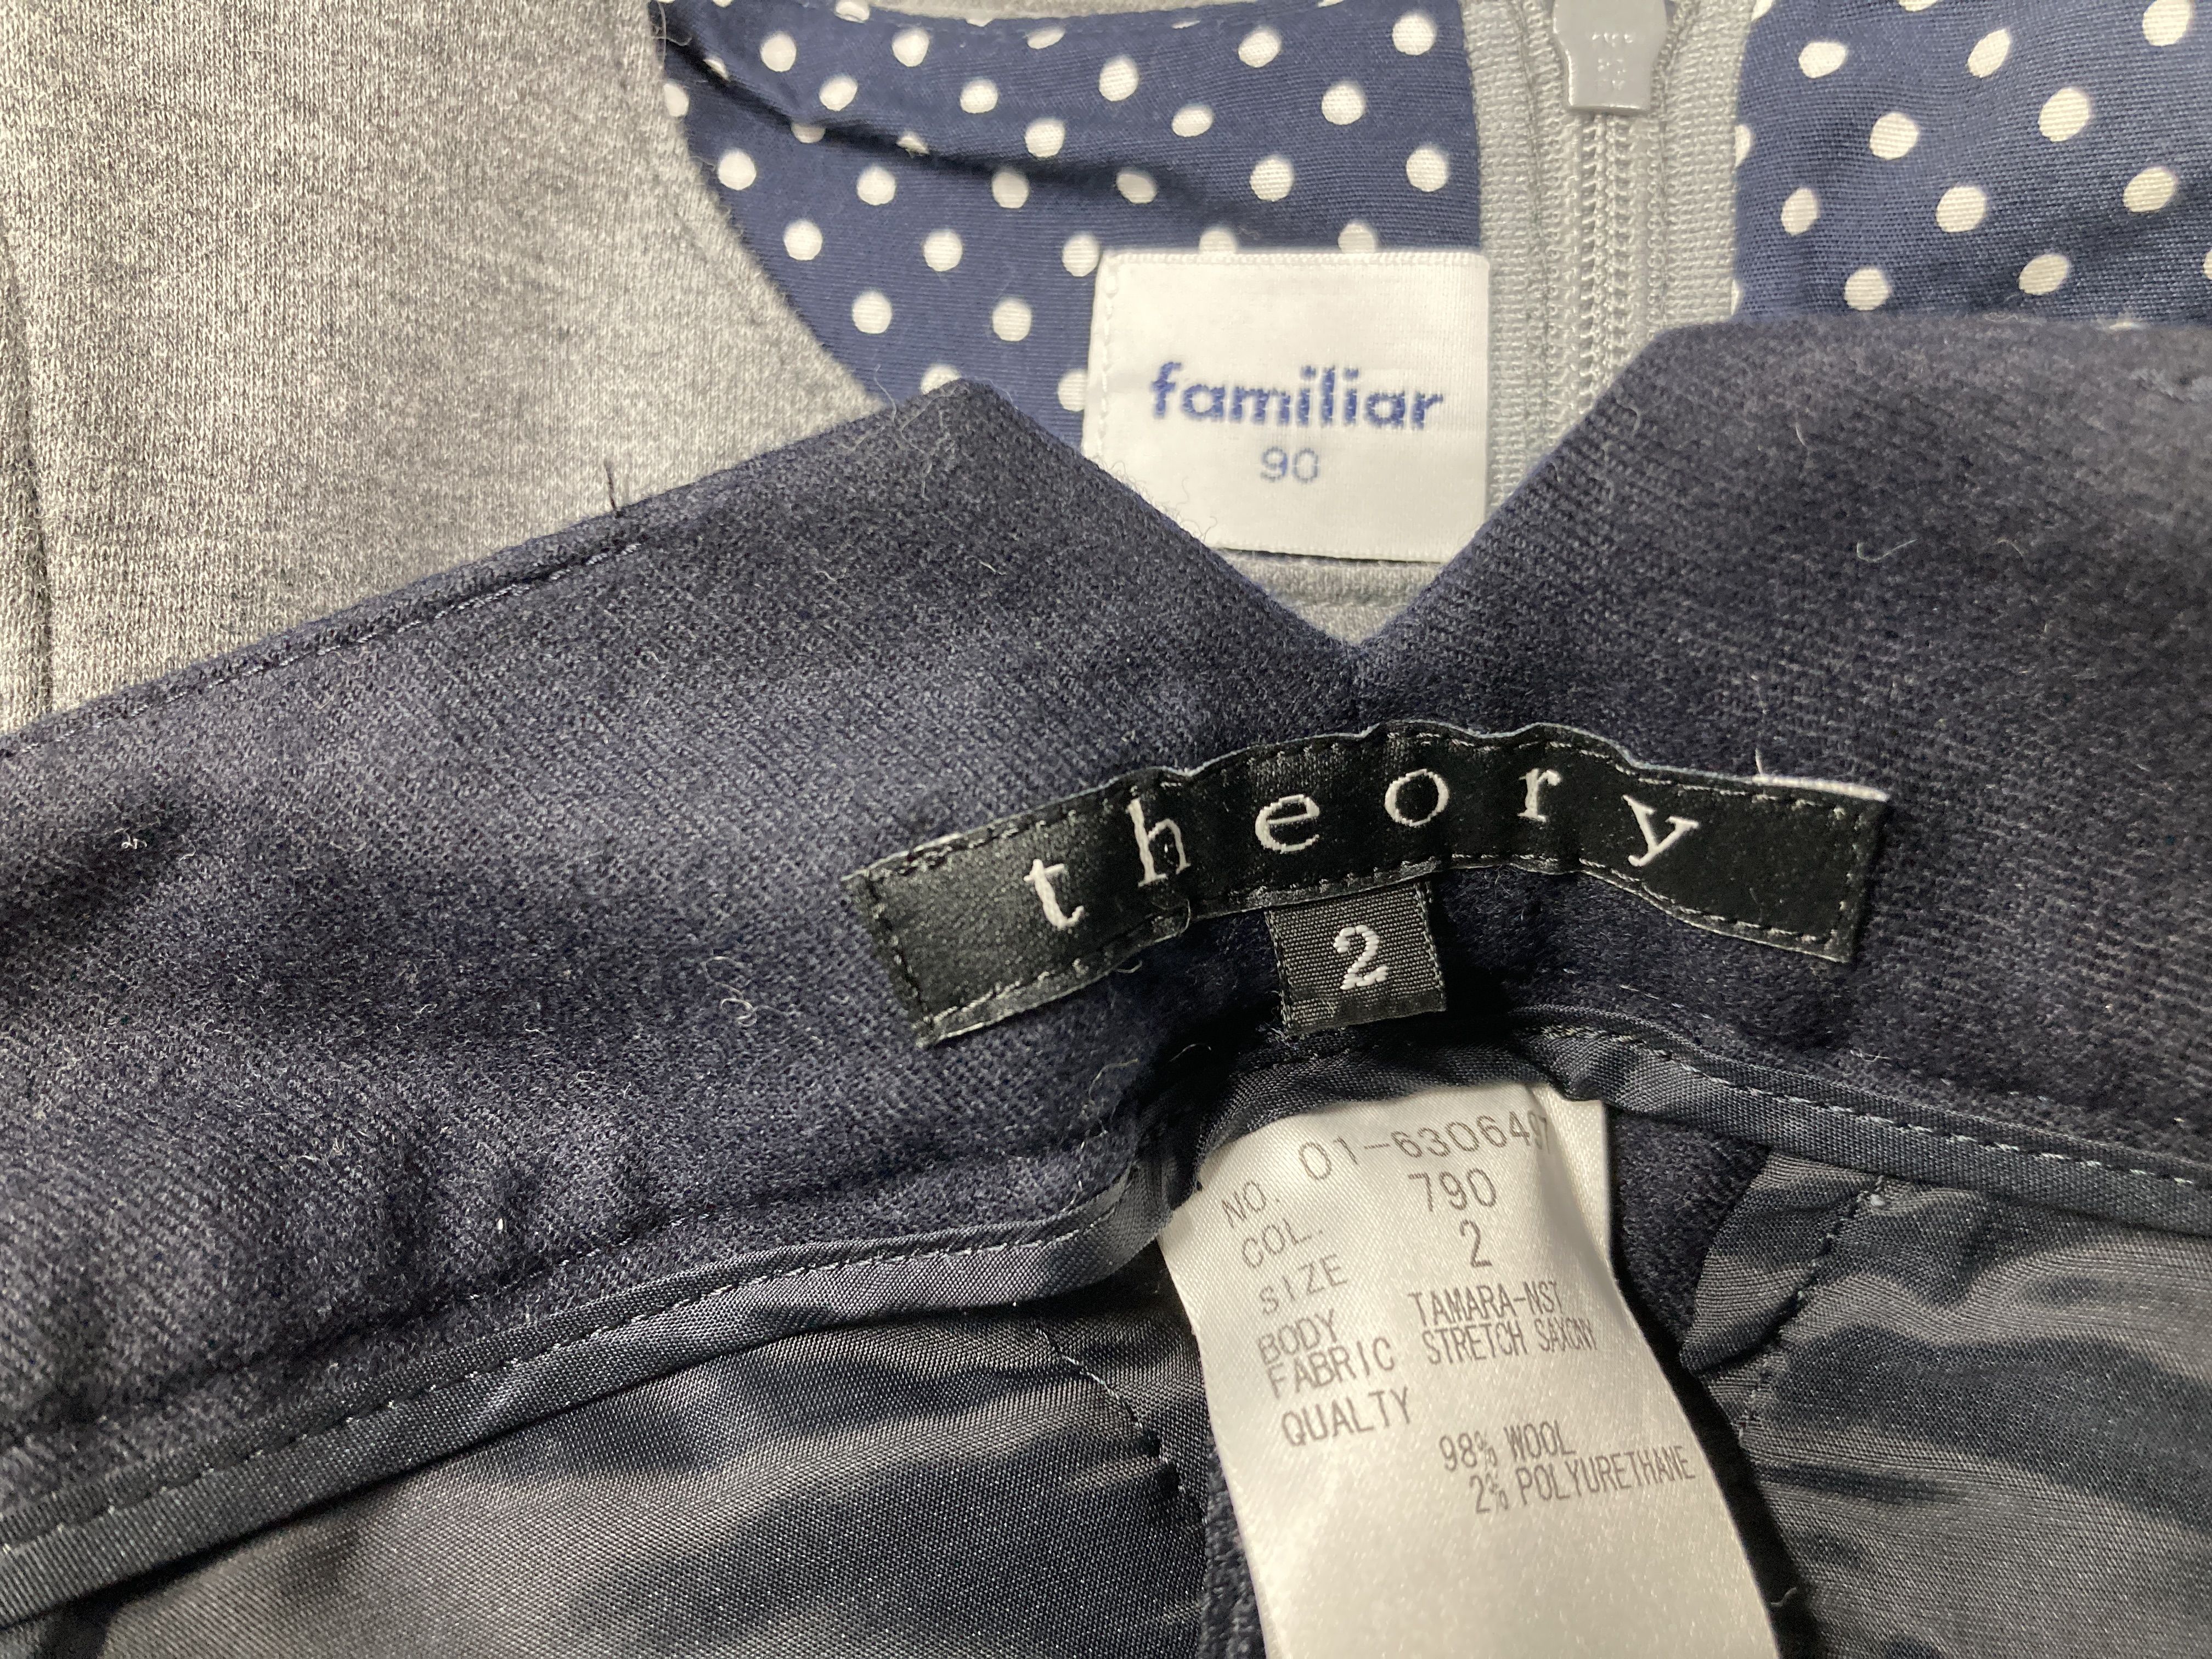 familiar
90
theory
2
NO. 01-6306407
COL. 790
SIZE 2
BODY TAMARA-NST
FABRIC STRETCH SAXONY
QUALTY
98% WOOL
2% POLYURETHANE